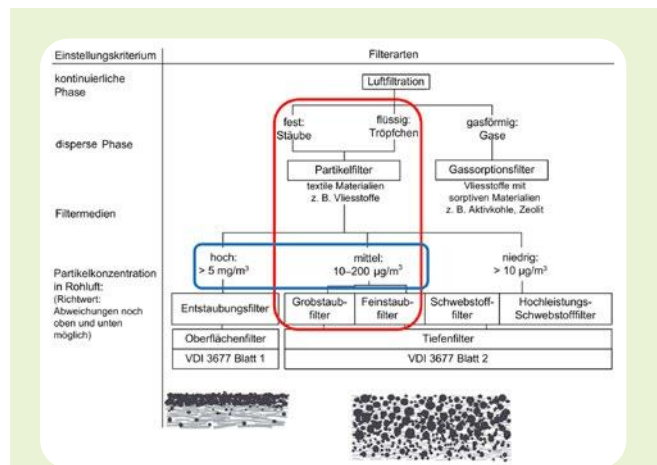 Einstellungskriterium
Filterarten
kontinuierliche
Phase
Luftfiltration
disperse Phase
fest:
Stäube
flüssig:
Tröpfchen
gasförmig:
Gase
Partikelfilter
Gassorptionsfilter
Filtermedien
textile Materialien
z. B. Vliesstoffe
Vliesstoffe mit
sorptiven Materialien
z. B. Aktivkohle, Zeolit
Partikelkonzentration
in Rohluft:
(Richtwert:
Abweichungen noch
oben und unten
möglich)
hoch:
> 5 mg/m³
mittel:
10–200 µg/m³
niedrig:
> 10 µg/m³
Entstaubungsfilter
Grobstaub-
filter
Feinstaub-
filter
Schwebstoff-
filter
Hochleistungs-
Schwebstofffilter
Oberflächenfilter
Tiefenfilter
VDI 3677 Blatt 1
VDI 3677 Blatt 2